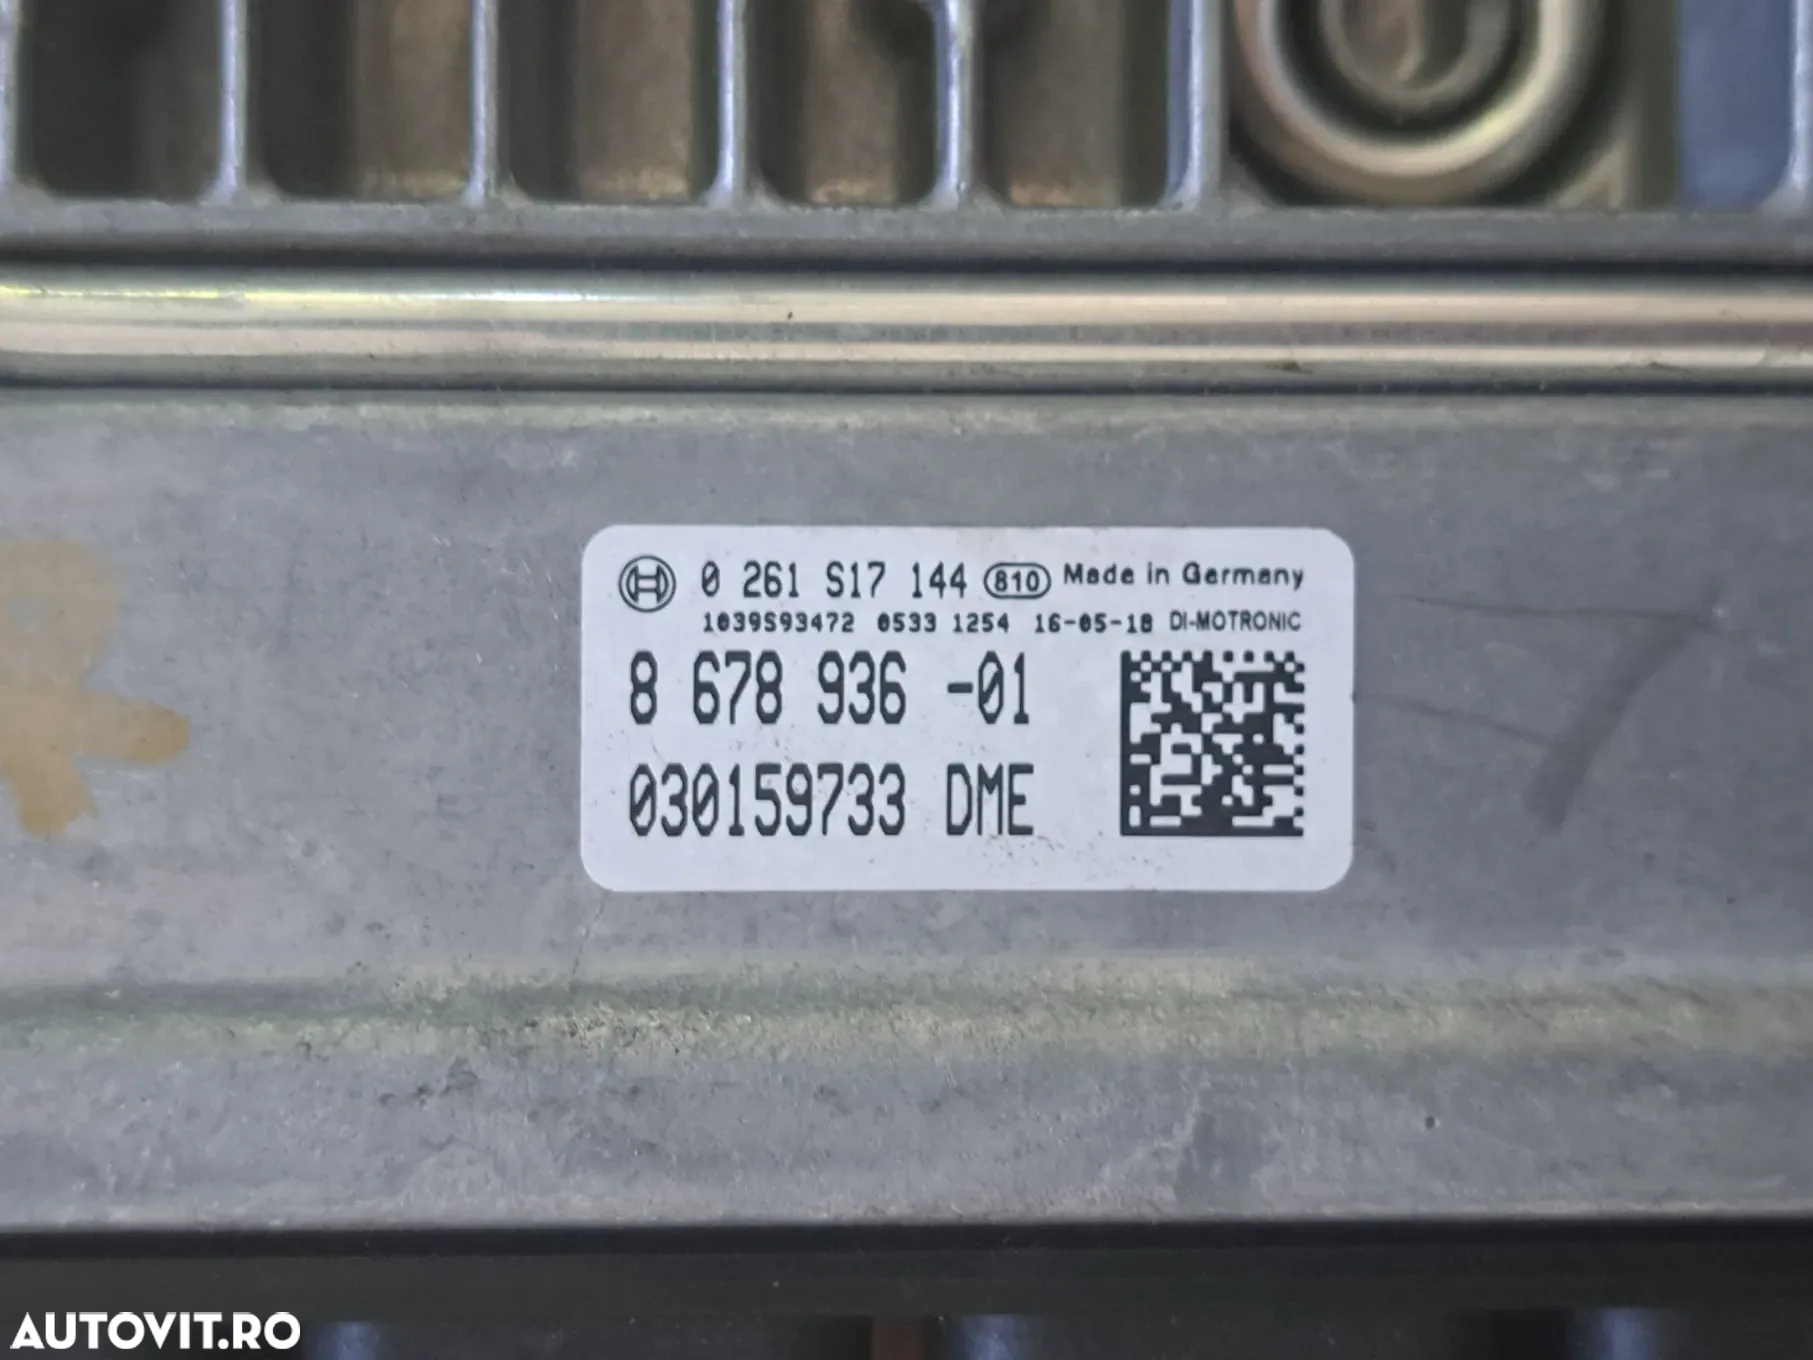 0 261 S17 144 810 Made in Germany
1039S93472 0533 1254 16-05-18 DI-MOTRONIC
8 678 936 -01
030159733 DME
AUTOVIT.RO